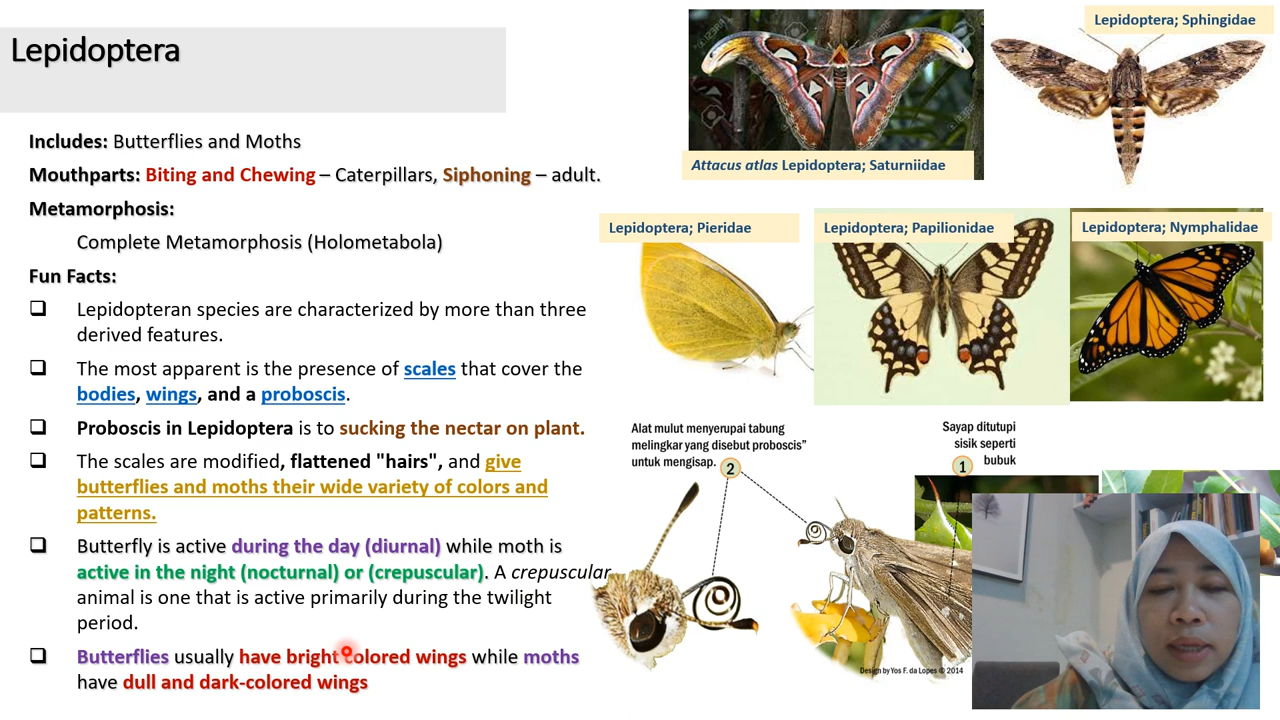 Lepidoptera
Includes: Butterflies and Moths
Mouthparts: Biting and Chewing – Caterpillars, Siphoning – adult.
Metamorphosis:
Complete Metamorphosis (Holometabola)
Fun Facts:
Lepidopteran species are characterized by more than three
derived features.
The most apparent is the presence of scales that cover the
bodies, wings, and a proboscis.
Proboscis in Lepidoptera is to sucking the nectar on plant.
The scales are modified, flattened "hairs", and give
butterflies and moths their wide variety of colors and
patterns.
Butterfly is active during the day (diurnal) while moth is
active in the night (nocturnal) or (crepuscular). A crepuscular
animal is one that is active primarily during the twilight
period.
Butterflies usually have bright colored wings while moths
have dull and dark-colored wings
Attacus atlas Lepidoptera; Saturniidae
Lepidoptera; Sphingidae
Lepidoptera; Pieridae
Lepidoptera; Papilionidae
Lepidoptera; Nymphalidae
Alat mulut menyerupai tabung
melingkar yang disebut proboscis”
untuk mengisap.
2
Sayap ditutupi
sisik seperti
bubuk
1
Design by Yos F. da Lopes © 2014